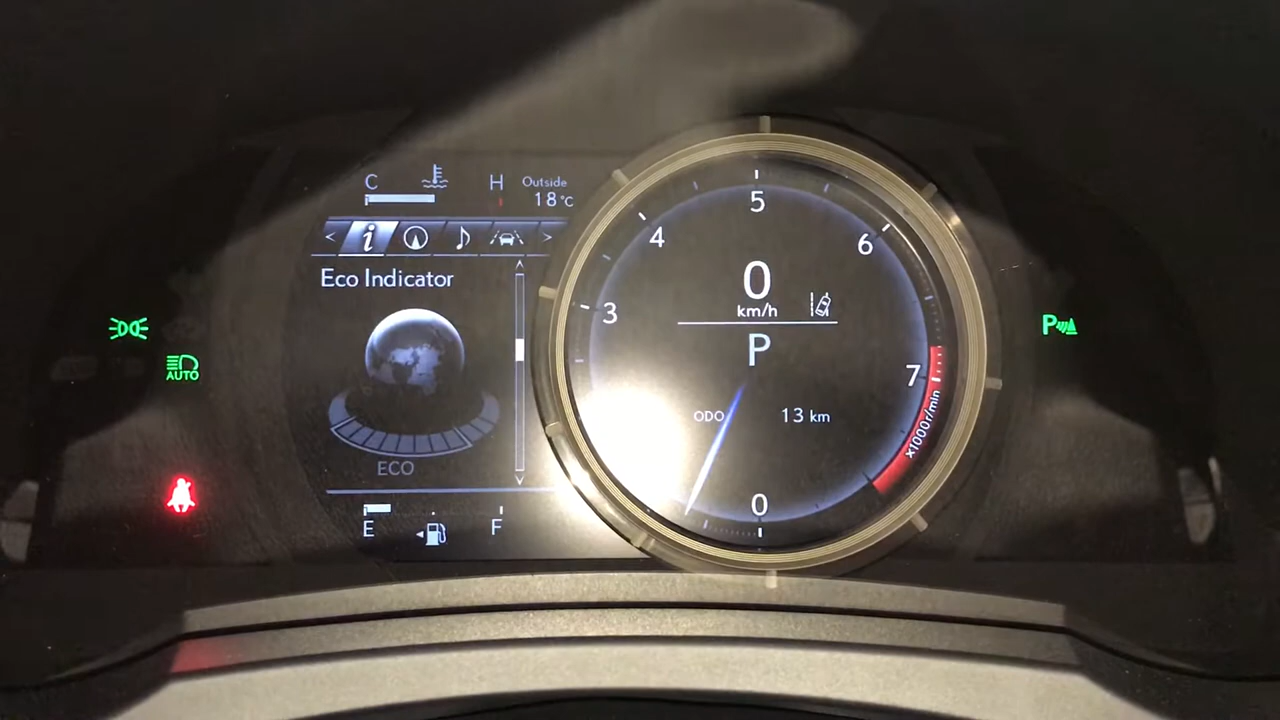 C H Outside
18°C
< i >
Eco Indicator
ECO
E F
AUTO
3
4
5
6
7
0
km/h
P
ODO 13 km
x1000r/min
0
P